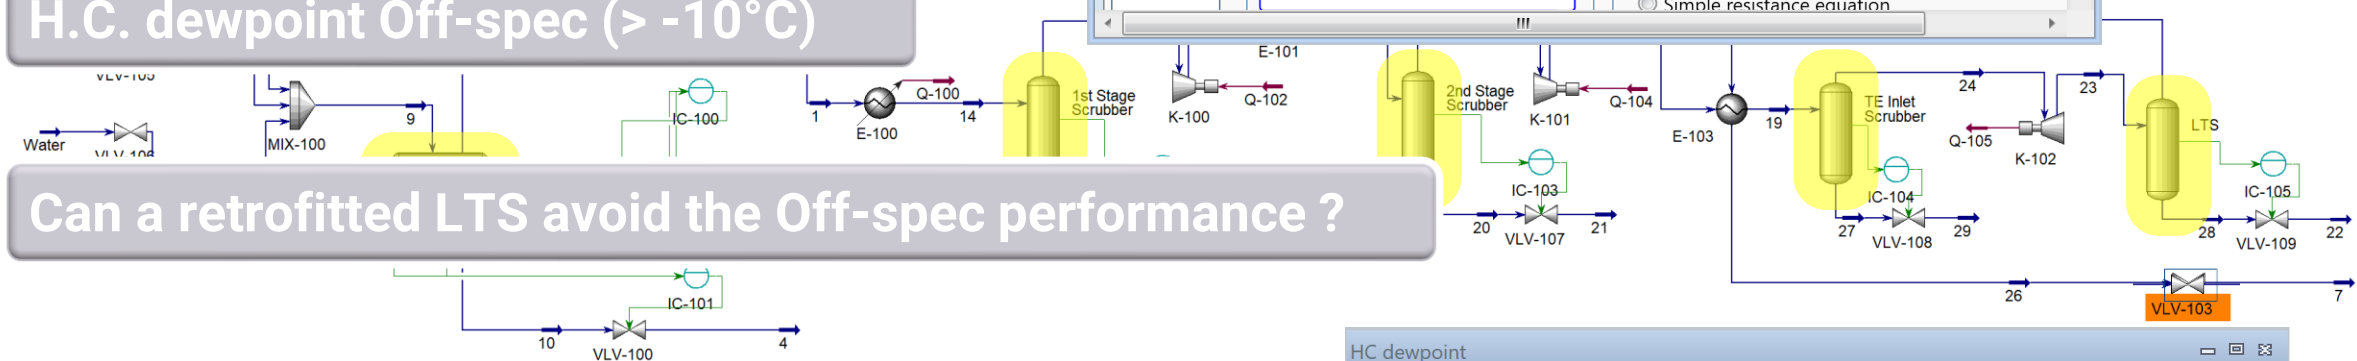 H.C. dewpoint Off-spec (> -10°C)
Simple resistance equation
E-101
VLV-105
Water
VLV-106
MIX-100
9
IC-100
1
E-100
Q-100
14
1st Stage
Scrubber
K-100
Q-102
2nd Stage
Scrubber
K-101
Q-104
E-103
19
TE Inlet
Scrubber
24
23
Q-105
K-102
LTS
Can a retrofitted LTS avoid the Off-spec performance ?
IC-103
20
VLV-107
21
IC-104
27
VLV-108
29
IC-105
28
VLV-109
22
IC-101
10
VLV-100
4
26
VLV-103
7
HC dewpoint